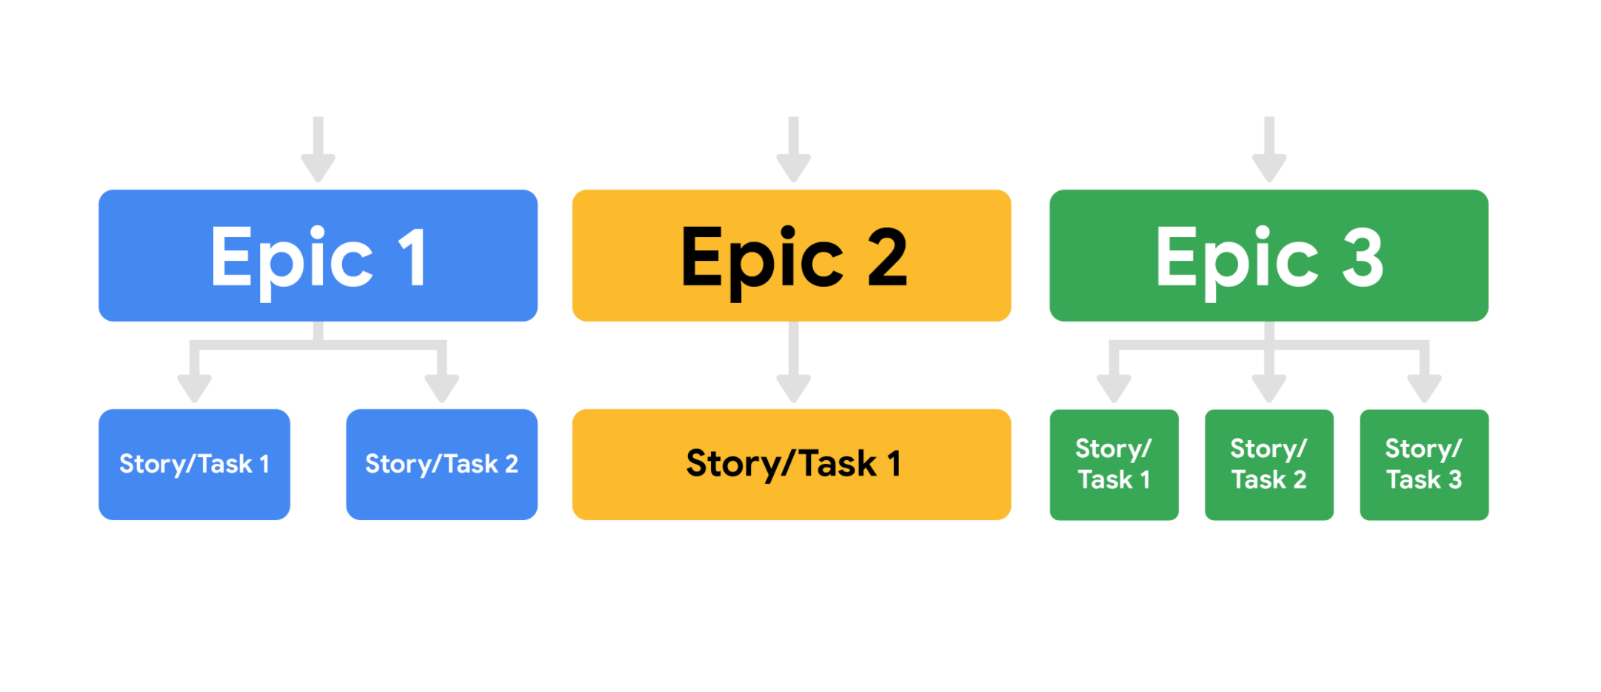 Epic 1
Epic 2
Epic 3
Story/Task 1
Story/Task 2
Story/Task 1
Story/
Task 1
Story/
Task 2
Story/
Task 3